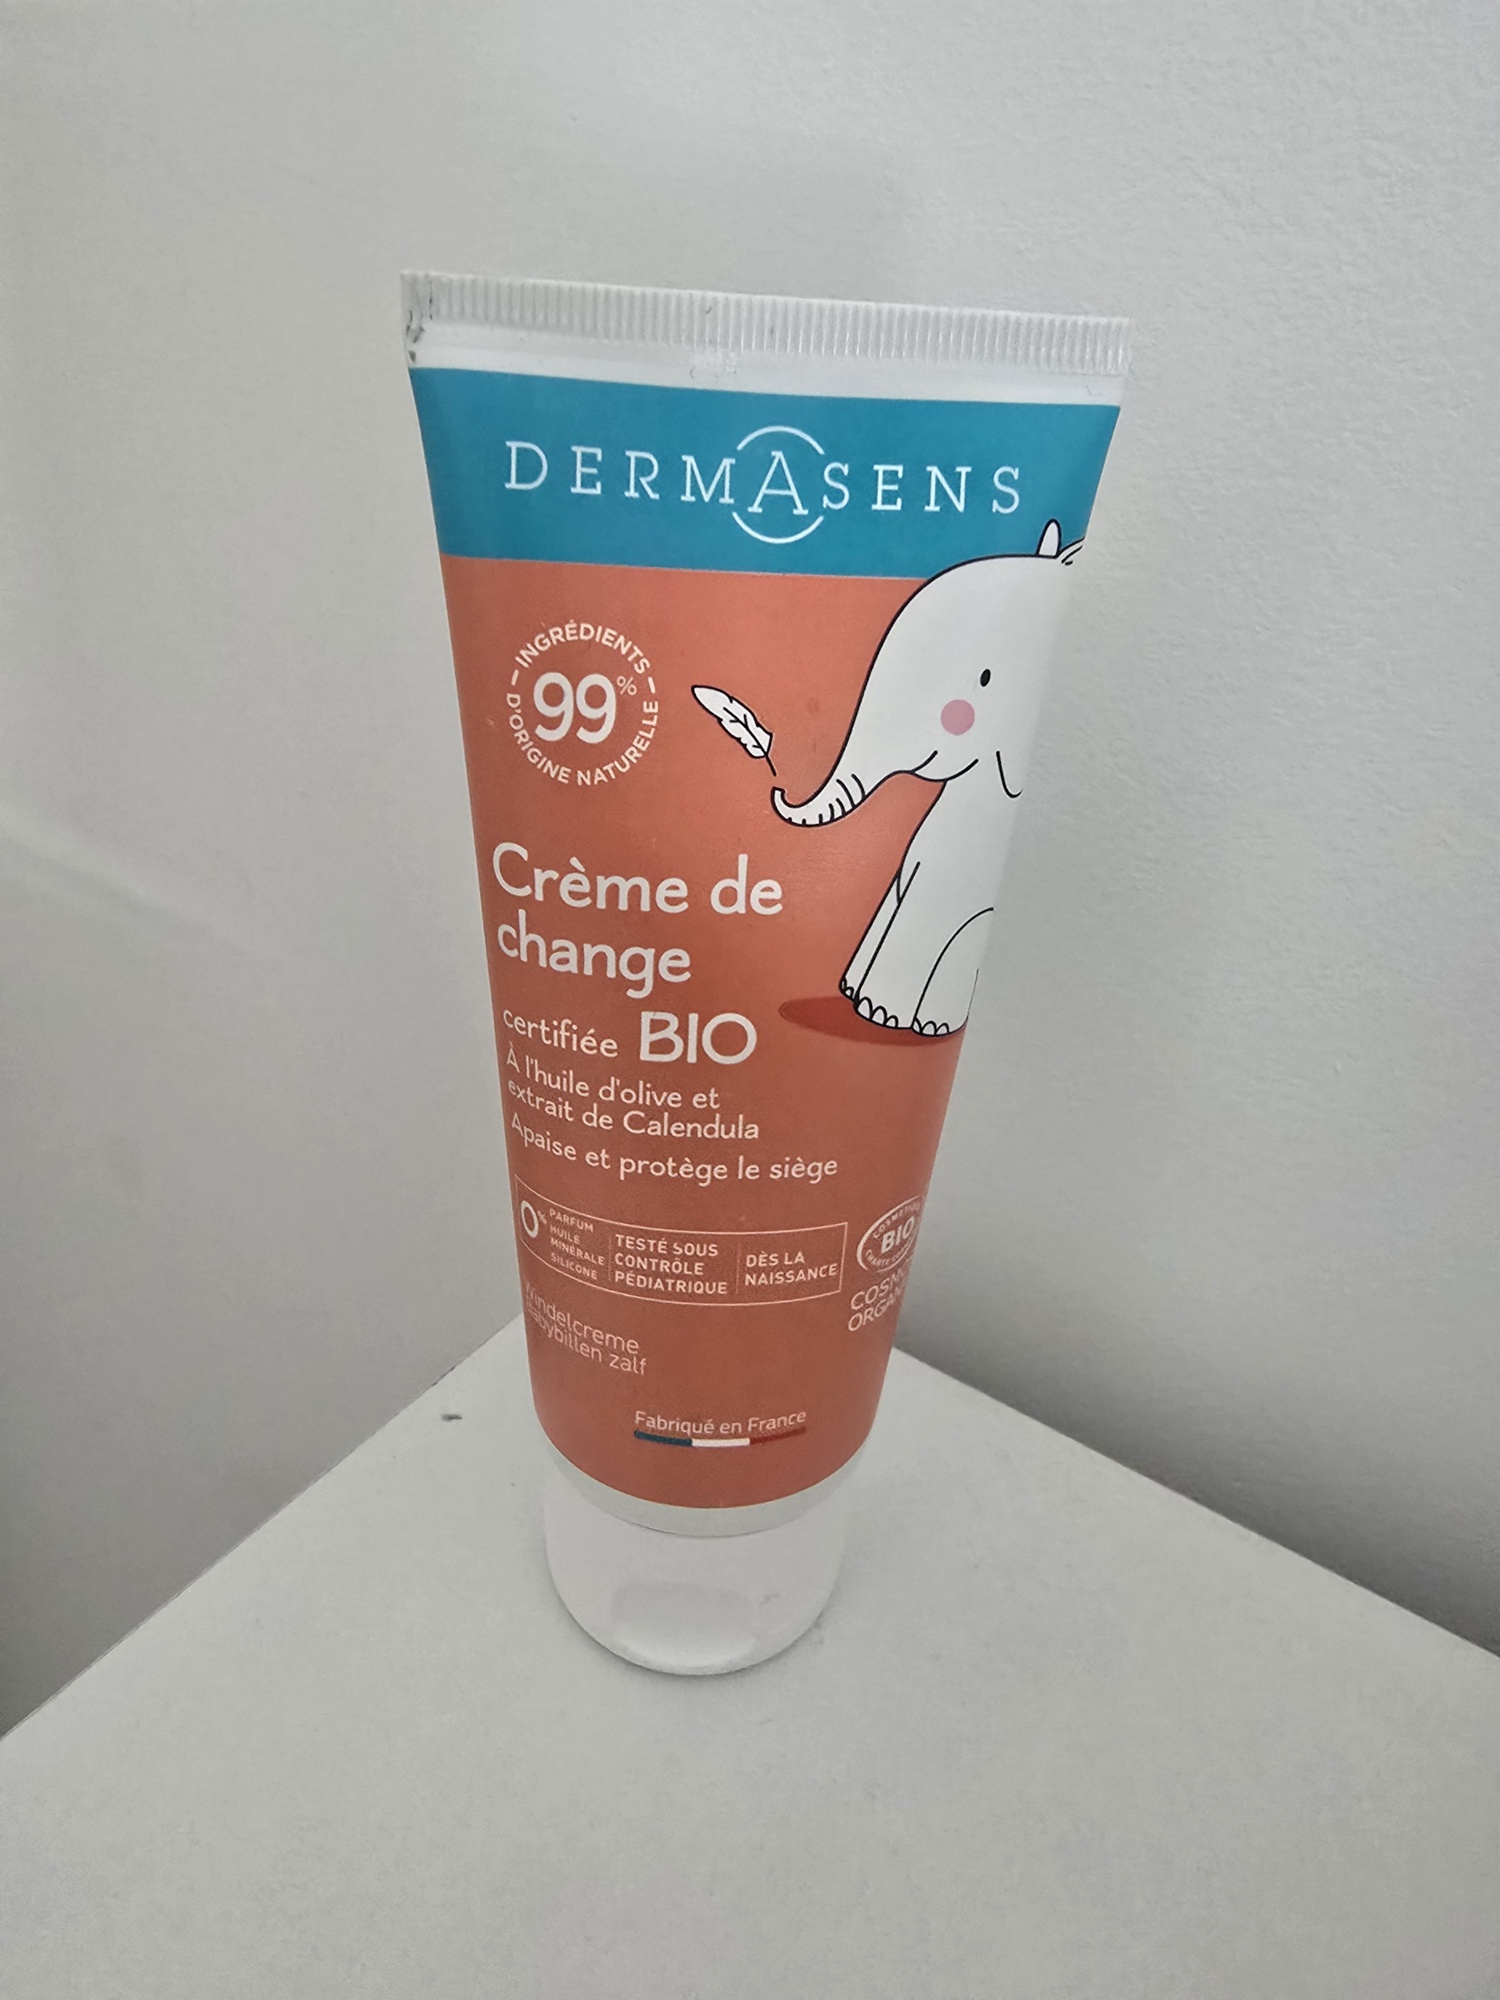 DERMASENS
INGRÉDIENTS
99%
D'ORIGINE NATURELLE
Crème de
change
certifiée BIO
À l'huile d'olive et
extrait de Calendula
Apaise et protège le siège
0%
PARFUM
HUILE
MINÉRALE
SILICONE
TESTÉ SOUS
CONTRÔLE
PÉDIATRIQUE
DÈS LA
NAISSANCE
BIO
Windelcreme
Babybillen zalf
Fabriqué en France